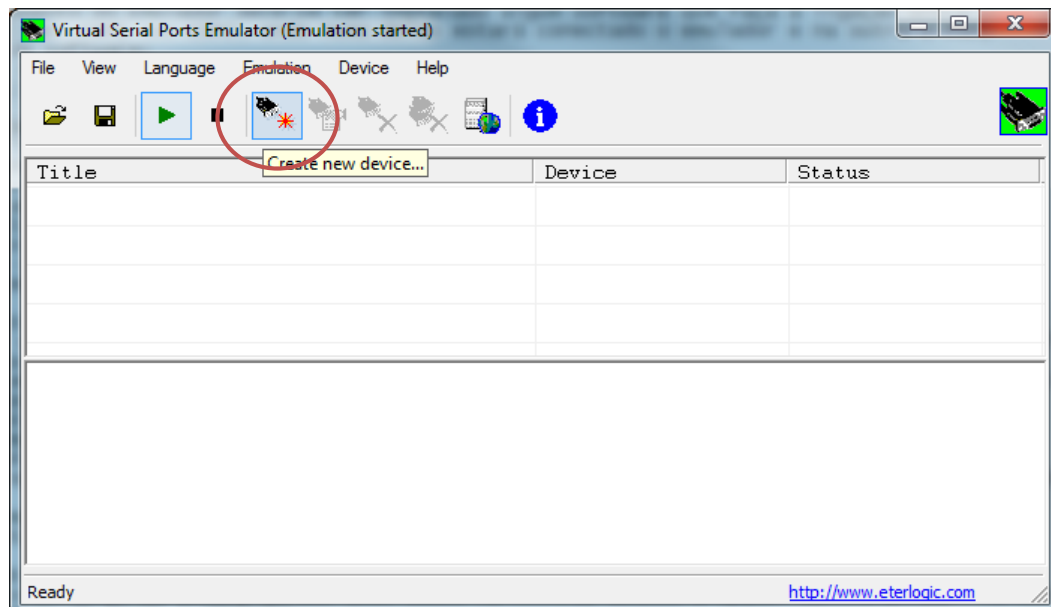 Virtual Serial Ports Emulator (Emulation started)
File View Language Emulation Device Help
Create new device...
Title Device Status
Ready http://www.eterlogic.com